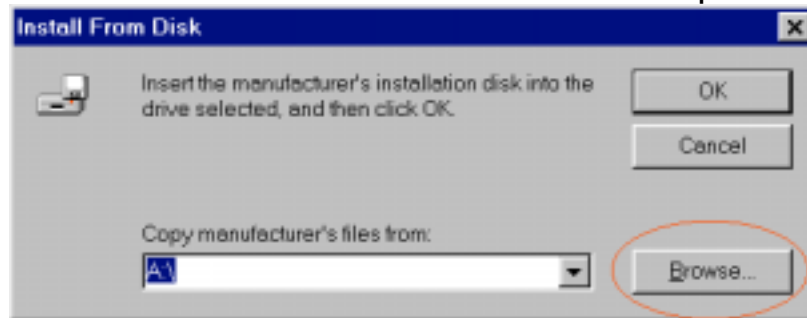 Install From Disk
Insert the manufacturer's installation disk into the
drive selected, and then click OK.
OK
Cancel
Copy manufacturer's files from:
A:\
Browse...